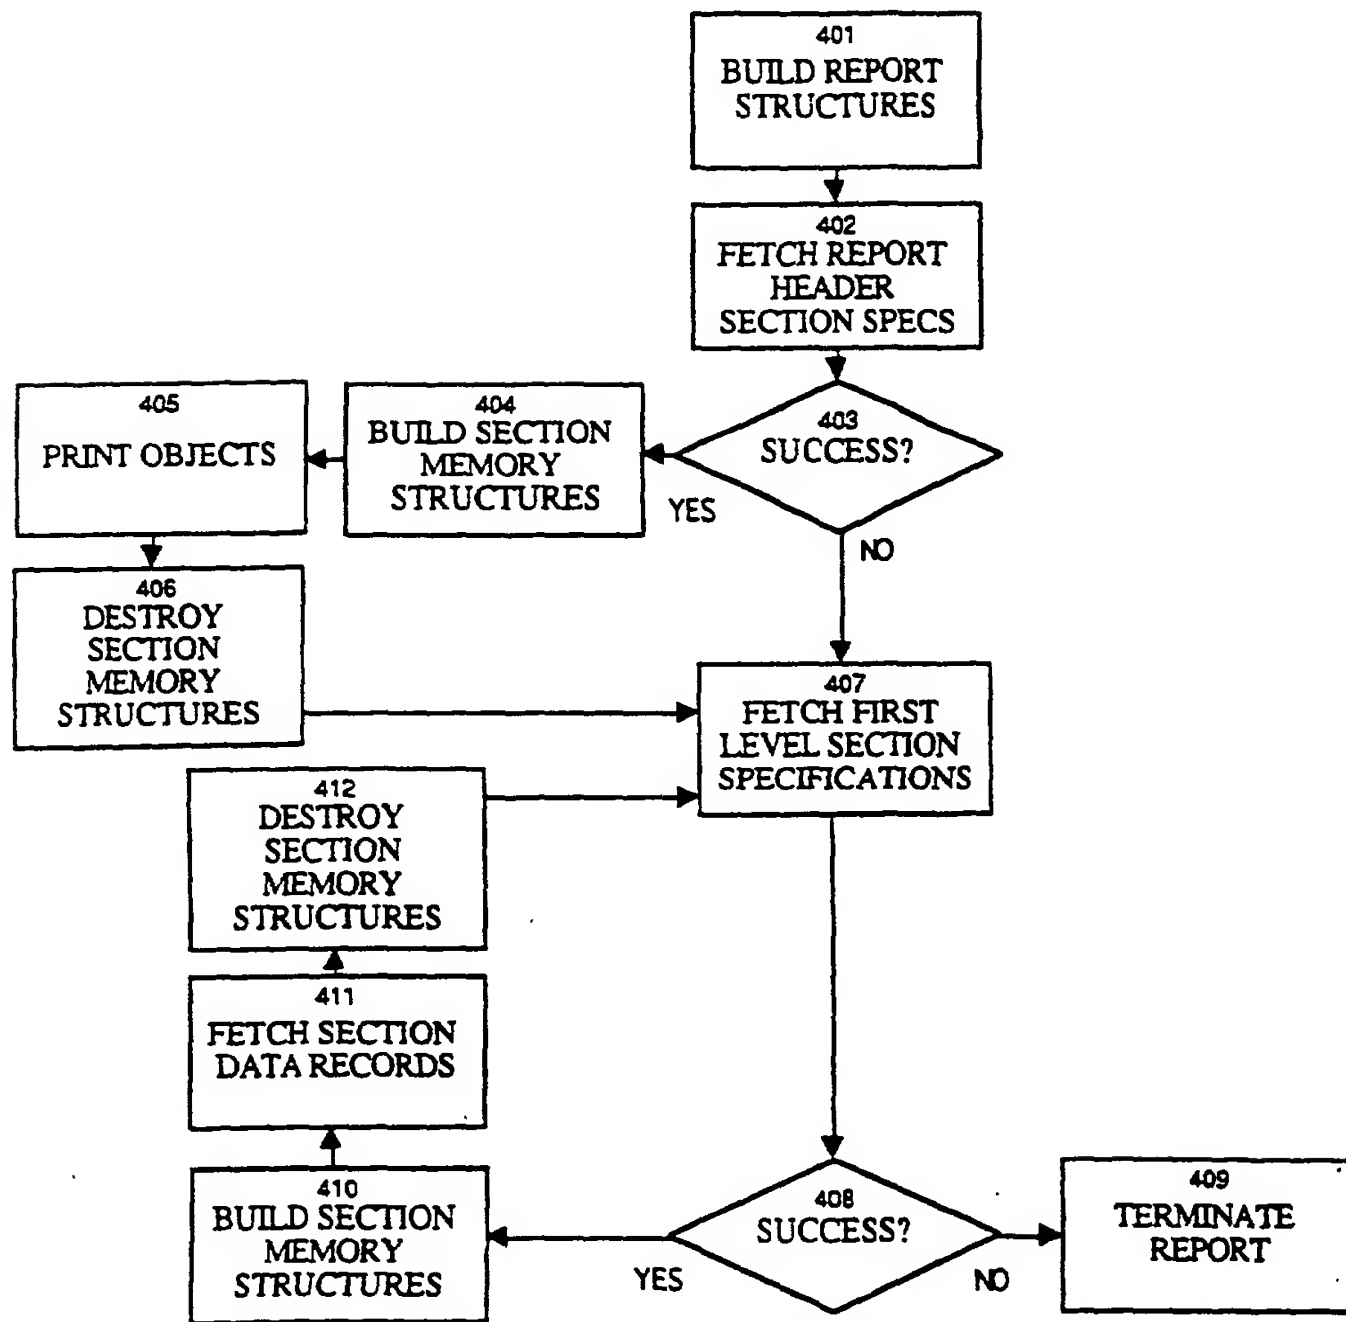 401
BUILD REPORT
STRUCTURES
402
FETCH REPORT
HEADER
SECTION SPECS
403
SUCCESS?
YES
NO
404
BUILD SECTION
MEMORY
STRUCTURES
405
PRINT OBJECTS
406
DESTROY
SECTION
MEMORY
STRUCTURES
407
FETCH FIRST
LEVEL SECTION
SPECIFICATIONS
408
SUCCESS?
YES
NO
409
TERMINATE
REPORT
410
BUILD SECTION
MEMORY
STRUCTURES
411
FETCH SECTION
DATA RECORDS
412
DESTROY
SECTION
MEMORY
STRUCTURES